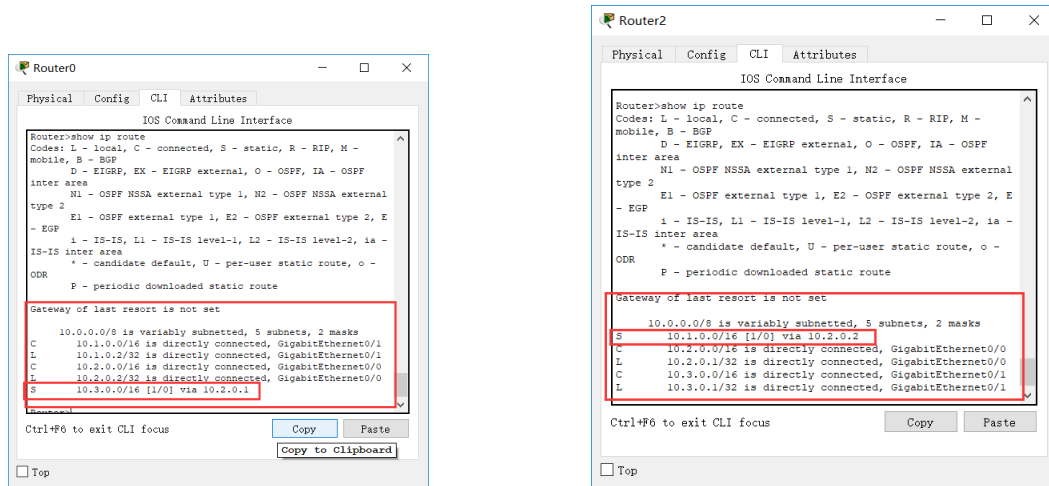 Router0
Physical Config CLI Attributes
IOS Command Line Interface
Router>show ip route
Codes: L - local, C - connected, S - static, R - RIP, M -
mobile, B - BGP
D - EIGRP, EX - EIGRP external, O - OSPF, IA - OSPF
inter area
N1 - OSPF NSSA external type 1, N2 - OSPF NSSA external
type 2
E1 - OSPF external type 1, E2 - OSPF external type 2, E
- EGP
i - IS-IS, L1 - IS-IS level-1, L2 - IS-IS level-2, ia -
IS-IS inter area
* - candidate default, U - per-user static route, o -
ODR
P - periodic downloaded static route
Gateway of last resort is not set
10.0.0.0/8 is variably subnetted, 5 subnets, 2 masks
C 10.1.0.0/16 is directly connected, GigabitEthernet0/1
L 10.1.0.2/32 is directly connected, GigabitEthernet0/1
C 10.2.0.0/16 is directly connected, GigabitEthernet0/0
L 10.2.0.2/32 is directly connected, GigabitEthernet0/0
S 10.3.0.0/16 [1/0] via 10.2.0.1
Router>
Ctrl+F6 to exit CLI focus
Copy Paste
Copy to Clipboard
Top
Router2
Physical Config CLI Attributes
IOS Command Line Interface
Router>show ip route
Codes: L - local, C - connected, S - static, R - RIP, M -
mobile, B - BGP
D - EIGRP, EX - EIGRP external, O - OSPF, IA - OSPF
inter area
N1 - OSPF NSSA external type 1, N2 - OSPF NSSA external
type 2
E1 - OSPF external type 1, E2 - OSPF external type 2, E
- EGP
i - IS-IS, L1 - IS-IS level-1, L2 - IS-IS level-2, ia -
IS-IS inter area
* - candidate default, U - per-user static route, o -
ODR
P - periodic downloaded static route
Gateway of last resort is not set
10.0.0.0/8 is variably subnetted, 5 subnets, 2 masks
S 10.1.0.0/16 [1/0] via 10.2.0.2
C 10.2.0.0/16 is directly connected, GigabitEthernet0/0
L 10.2.0.1/32 is directly connected, GigabitEthernet0/0
C 10.3.0.0/16 is directly connected, GigabitEthernet0/1
L 10.3.0.1/32 is directly connected, GigabitEthernet0/1
Ctrl+F6 to exit CLI focus
Copy Paste
Top